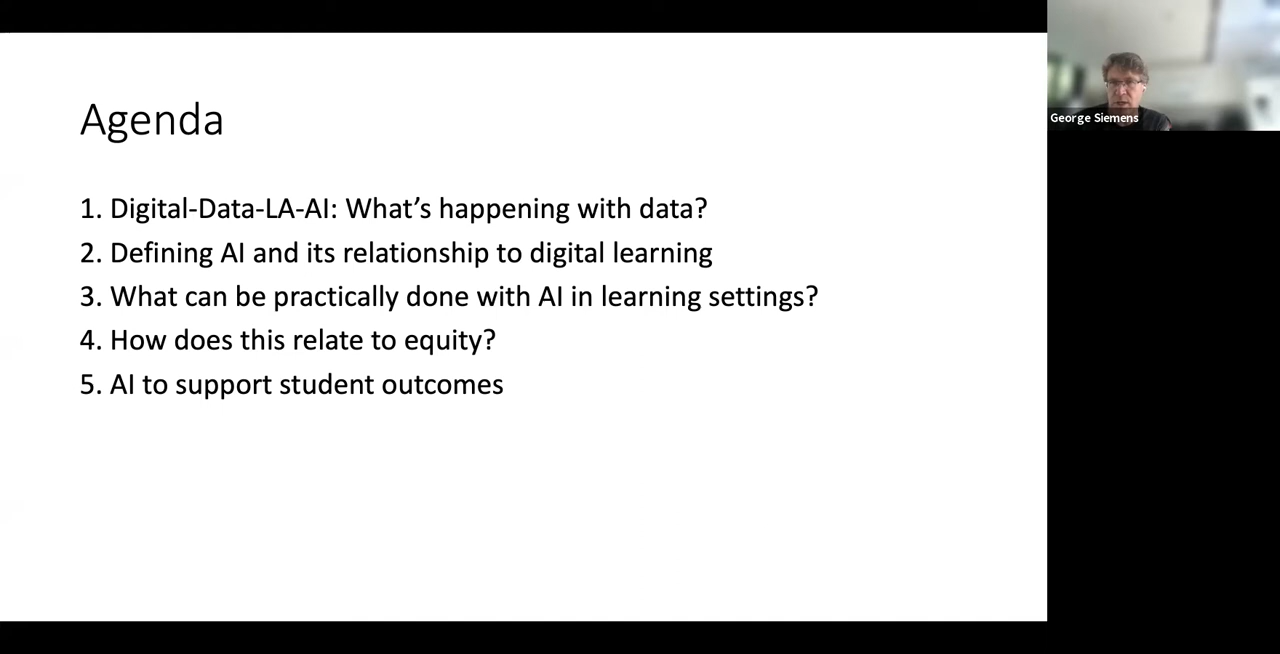 Agenda
1. Digital-Data-LA-AI: What’s happening with data?
2. Defining AI and its relationship to digital learning
3. What can be practically done with AI in learning settings?
4. How does this relate to equity?
5. AI to support student outcomes
George Siemens